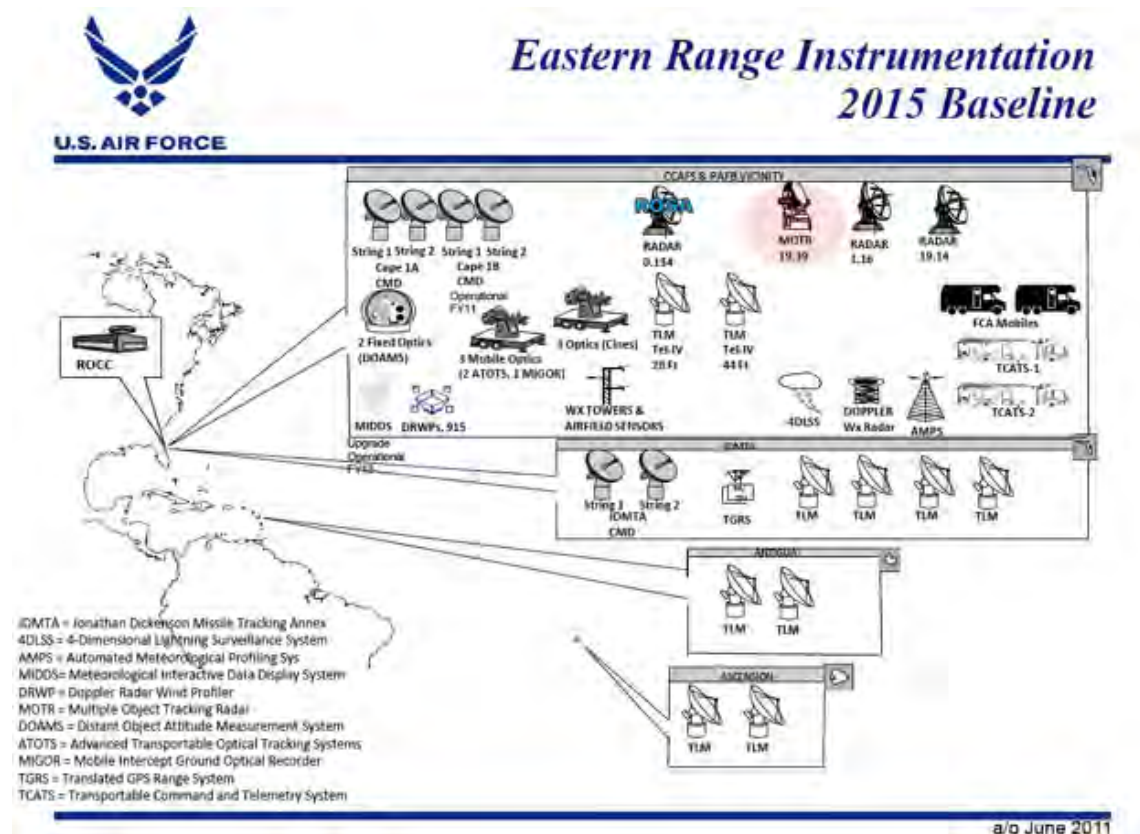 Eastern Range Instrumentation
2015 Baseline
U.S. AIR FORCE
CCAFS & PAFB VICINITY
String 1 String 2 String 1 String 2
Cape 1A
CMD
Cape 1B
CMD
Operational
FY11
ROSA
RADAR
0.134
MOTR
19.39
RADAR
1.16
RADAR
19.14
2 Fixed Optics
(DOAMS)
3 Mobile Optics
(2 ATOTS, 1 MIGOR)
3 Optics (Cines)
TLM
Tel-IV
28 Ft
TLM
Tel-IV
44 Ft
FCA Mobiles
TCATS-1
TCATS-2
ROCC
MIDDS
Upgrade
Operational
DRWPs, 915
WX TOWERS &
AIRFIELD SENSORS
4DLSS
DOPPLER
Wx Radar
AMPS
JDMTA
String 1 String 2
JDMTA
CMD
TGRS
TLM
TLM
TLM
TLM
ANTIGUA
TLM
TLM
ASCENSION
TLM
TLM
JDMTA = Jonathan Dickenson Missile Tracking Annex
4DLSS = 4-Dimensional Lightning Surveillance System
AMPS = Automated Meteorological Profiling Sys
MIDDS= Meteorological Interactive Data Display System
DRWP = Doppler Radar Wind Profiler
MOTR = Multiple Object Tracking Radar
DOAMS = Distant Object Attitude Measurement System
ATOTS = Advanced Transportable Optical Tracking Systems
MIGOR = Mobile Intercept Ground Optical Recorder
TGRS = Translated GPS Range System
TCATS = Transportable Command and Telemetry System
a/o June 2011